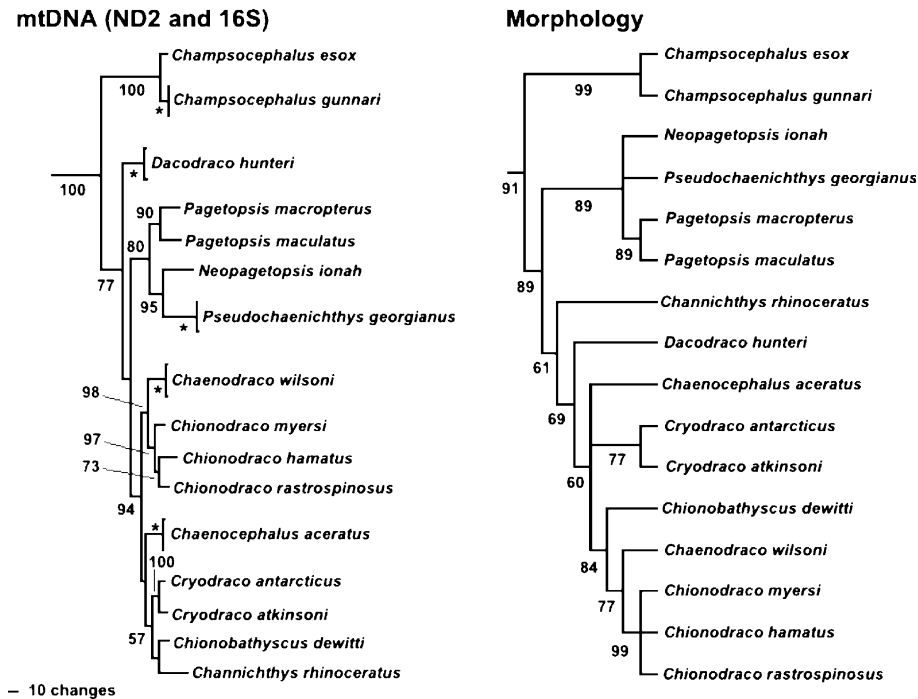 mtDNA (ND2 and 16S)
Champsocephalus esox
100
*
Champsocephalus gunnari
Dacodraco hunteri
*
100
90
Pagetopsis macropterus
80
Pagetopsis maculatus
77
Neopagetopsis ionah
95
Pseudochaenichthys georgianus
*
Chaenodraco wilsoni
*
98
Chionodraco myersi
97
Chionodraco hamatus
73
Chionodraco rastrospinosus
94
*
Chaenocephalus aceratus
100
Cryodraco antarcticus
Cryodraco atkinsoni
57
Chionobathyscus dewitti
Channichthys rhinoceratus
– 10 changes
Morphology
Champsocephalus esox
99
Champsocephalus gunnari
Neopagetopsis ionah
91
Pseudochaenichthys georgianus
89
Pagetopsis macropterus
89
Pagetopsis maculatus
89
Channichthys rhinoceratus
Dacodraco hunteri
61
Chaenocephalus aceratus
69
Cryodraco antarcticus
77
Cryodraco atkinsoni
60
Chionobathyscus dewitti
Chaenodraco wilsoni
84
Chionodraco myersi
77
Chionodraco hamatus
99
Chionodraco rastrospinosus